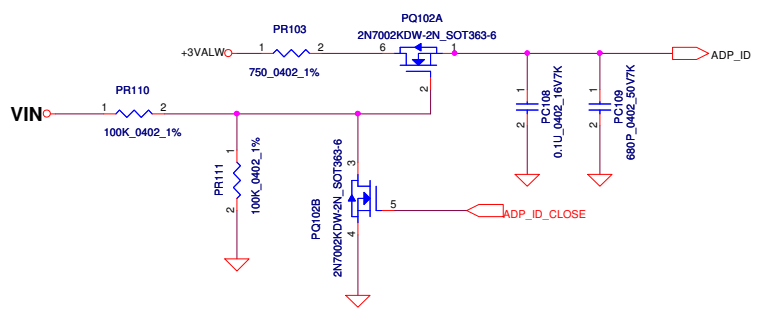 PQ102A
2N7002KDW-2N_SOT363-6
PR103
+3VALW
1
2
6
1
750_0402_1%
2
ADP_ID
1
2
PC108
0.1U_0402_16V7K
1
2
PC109
680P_0402_50V7K
PR110
VIN
1
2
100K_0402_1%
1
2
PR111
100K_0402_1%
PQ102B
2N7002KDW-2N_SOT363-6
3
4
5
ADP_ID_CLOSE